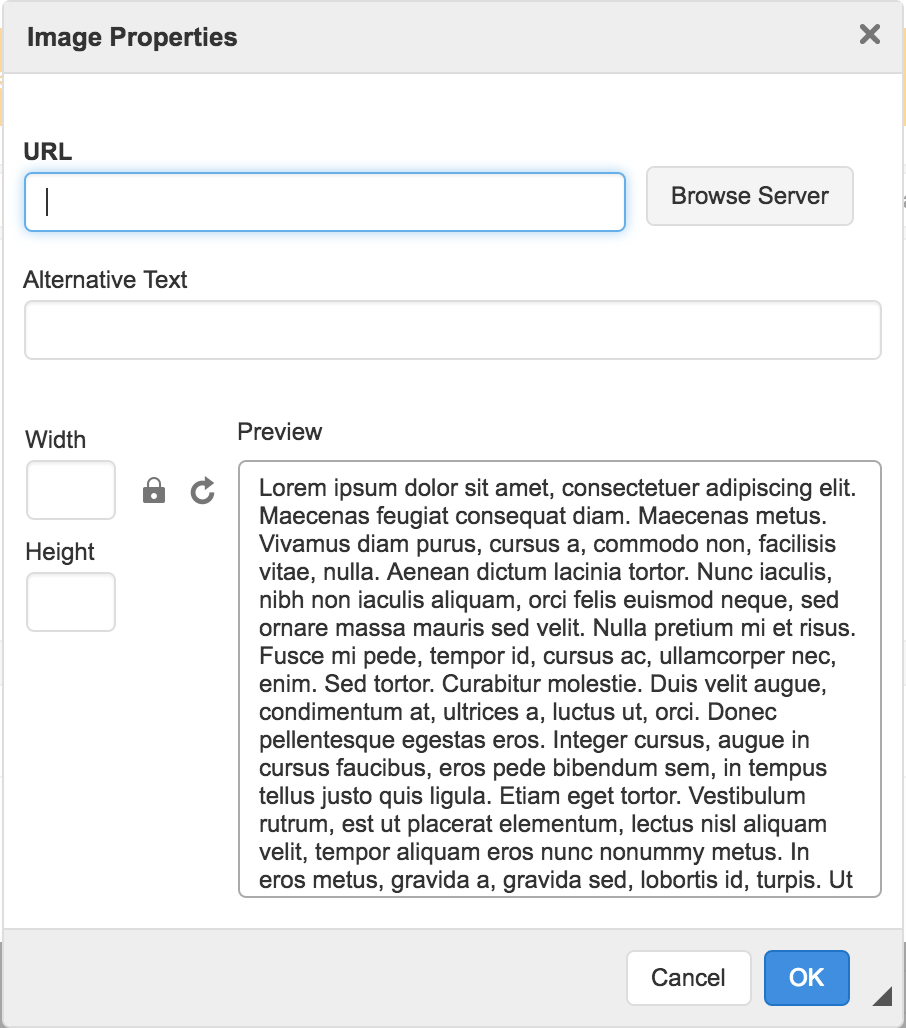 Image Properties
URL
Browse Server
Alternative Text
Width
Height
Preview
Lorem ipsum dolor sit amet, consectetuer adipiscing elit.
Maecenas feugiat consequat diam. Maecenas metus.
Vivamus diam purus, cursus a, commodo non, facilisis
vitae, nulla. Aenean dictum lacinia tortor. Nunc iaculis,
nibh non iaculis aliquam, orci felis euismod neque, sed
ornare massa mauris sed velit. Nulla pretium mi et risus.
Fusce mi pede, tempor id, cursus ac, ullamcorper nec,
enim. Sed tortor. Curabitur molestie. Duis velit augue,
condimentum at, ultrices a, luctus ut, orci. Donec
pellentesque egestas eros. Integer cursus, augue in
cursus faucibus, eros pede bibendum sem, in tempus
tellus justo quis ligula. Etiam eget tortor. Vestibulum
rutrum, est ut placerat elementum, lectus nisl aliquam
velit, tempor aliquam eros nunc nonummy metus. In
eros metus, gravida a, gravida sed, lobortis id, turpis. Ut
Cancel
OK